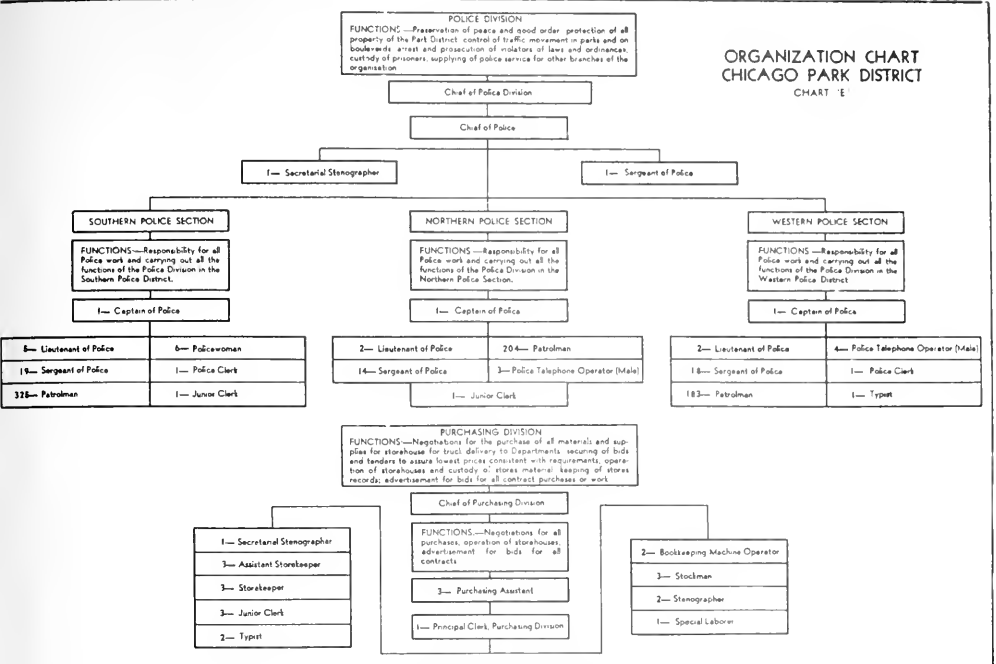 POLICE DIVISION
FUNCTIONS.—Preservation of peace and good order protection of all
property of the Park District control of traffic movement in parks and on
boulevards arrest and prosecution of violators of laws and ordinances,
custody of prisoners, supplying of police service for other branches of the
organization
ORGANIZATION CHART
CHICAGO PARK DISTRICT
CHART 'E'
Chief of Police Division
Chief of Police
1— Secretarial Stenographer
1— Sergeant of Police
SOUTHERN POLICE SECTION
NORTHERN POLICE SECTION
WESTERN POLICE SECTON
FUNCTIONS.—Responsibility for all
Police work and carrying out all the
functions of the Police Division in the
Southern Police District.
FUNCTIONS —Responsibility for all
Police work and carrying out all the
functions of the Police Division in the
Northern Police Section.
FUNCTIONS —Responsibility for all
Police work and carrying out all the
functions of the Police Division in the
Western Police District
1— Captain of Police
1— Captain of Police
1— Captain of Police
5— Lieutenant of Police
6— Policewoman
19— Sergeant of Police
1— Police Clerk
325— Patrolman
1— Junior Clerk
2— Lieutenant of Police
204— Patrolman
14— Sergeant of Police
3—Police Telephone Operator (Male)
1— Junior Clerk
2— Lieutenant of Police
4— Police Telephone Operator (Male)
18— Sergeant of Police
1— Police Clerk
183— Patrolman
1— Typist
PURCHASING DIVISION
FUNCTIONS—Negotiations for the purchase of all materials and sup-
plies for storehouse for truck delivery to Departments securing of bids
and tenders to assure lowest prices consistent with requirements, opera-
tion of storehouses and custody of stores material keeping of stores
records; advertisement for bids for all contract purchases or work
Chief of Purchasing Division
FUNCTIONS.—Negotiations for all
purchases, operation of storehouses,
advertisement for bids for all
contracts
3— Purchasing Assistant
1— Principal Clerk, Purchasing Division
1— Secretarial Stenographer
3— Assistant Storekeeper
3— Storekeeper
3— Junior Clerk
2— Typist
2— Bookkeeping Machine Operator
3— Stockman
2— Stenographer
1— Special Laborer